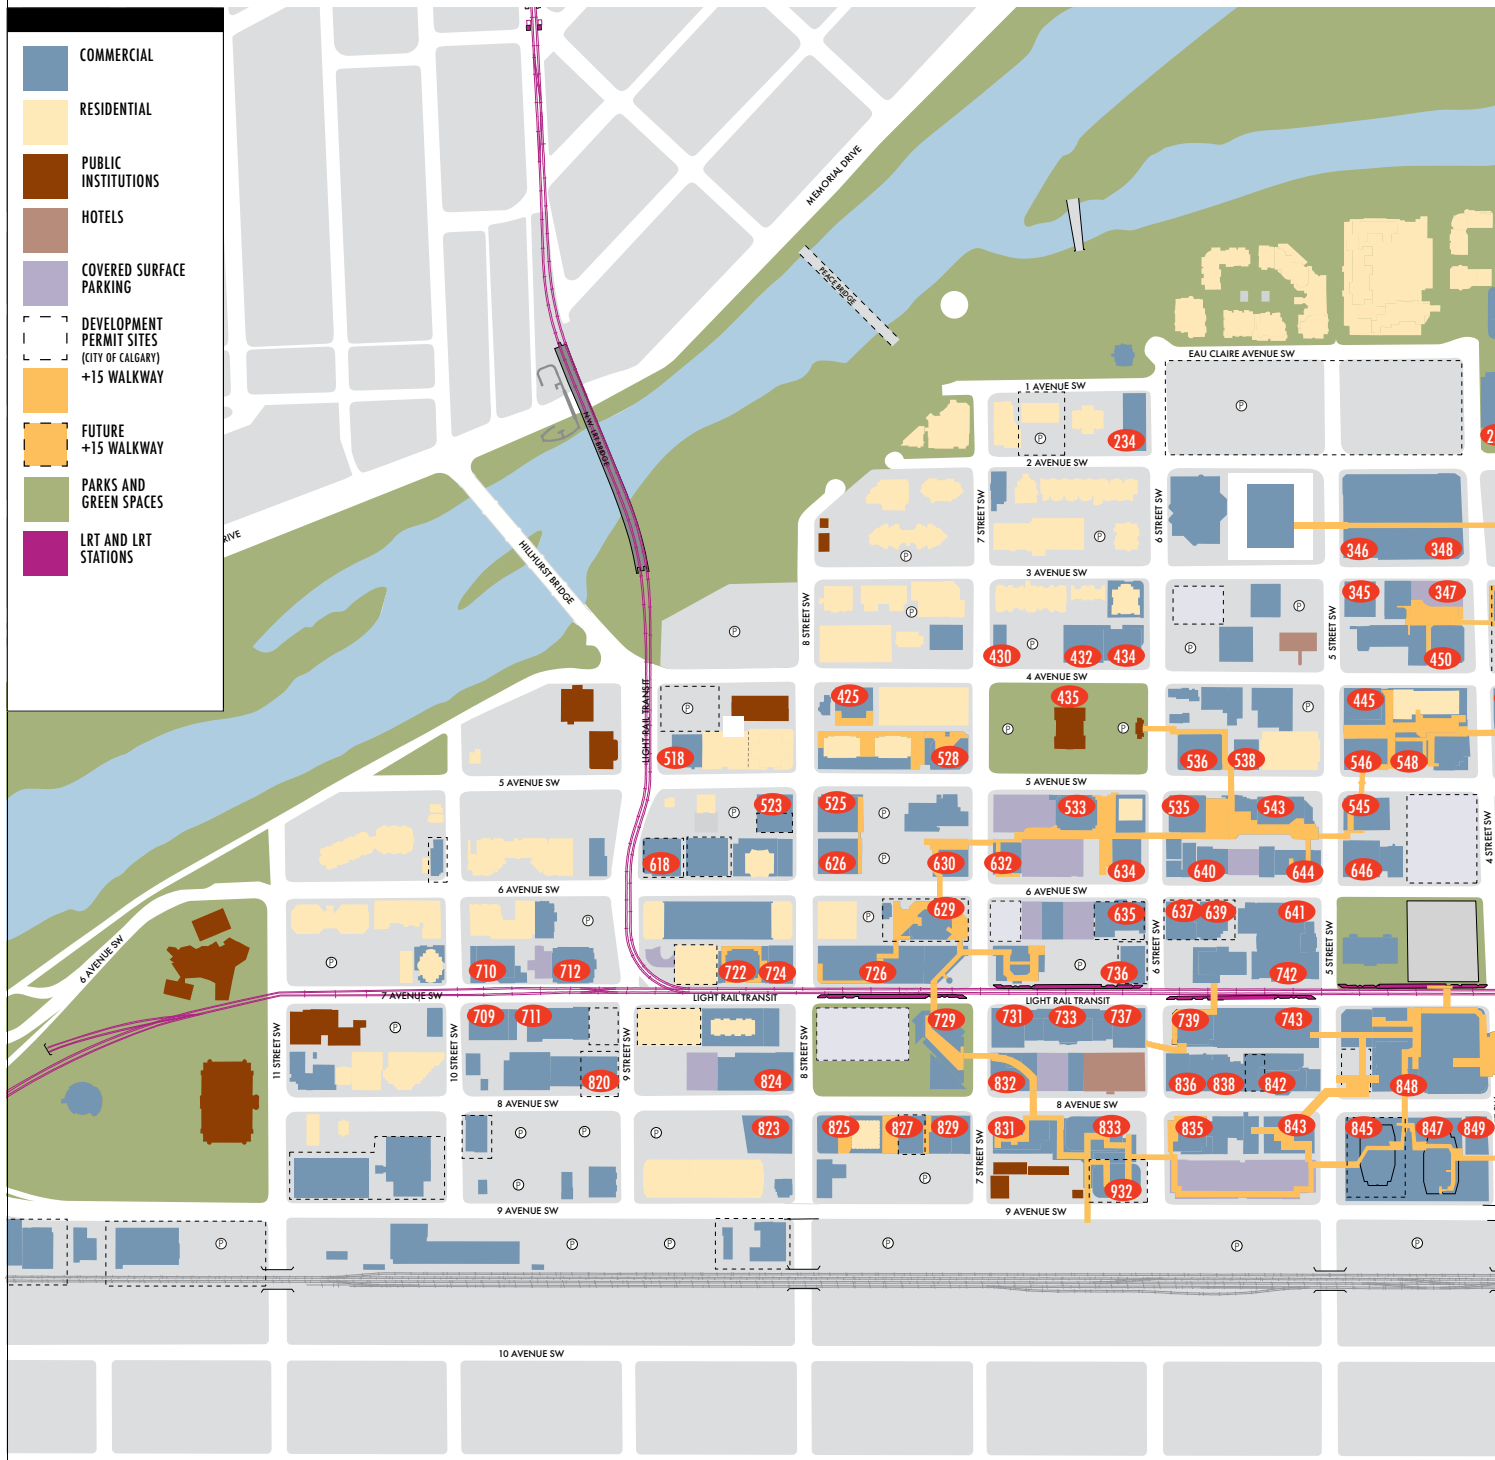 COMMERCIAL
RESIDENTIAL
PUBLIC
INSTITUTIONS
HOTELS
COVERED SURFACE
PARKING
DEVELOPMENT
PERMIT SITES
(CITY OF CALGARY)
+15 WALKWAY
FUTURE
+15 WALKWAY
PARKS AND
GREEN SPACES
LRT AND LRT
STATIONS
MEMORIAL DRIVE
PEACE BRIDGE
EAU CLAIRE AVENUE SW
1 AVENUE SW
P
P
234
2 AVENUE SW
N.W. LRT BRIDGE
HILLHURST BRIDGE
RIVE
7 STREET SW
6 STREET SW
P
P
346
348
3 AVENUE SW
8 STREET SW
5 STREET SW
P
P
P
P
P
345
347
430
432
434
450
4 AVENUE SW
LIGHT RAIL TRANSIT
P
425
435
P
P
P
445
518
528
536
538
546
548
5 AVENUE SW
5 AVENUE SW
P
523
525
P
533
535
543
545
4 STREET SW
618
626
P
630
632
634
640
644
646
6 AVENUE SW
6 AVENUE SW
6 AVENUE SW
P
P
629
635
637
639
641
6 STREET SW
5 STREET SW
P
710
712
722
724
726
P
736
742
7 AVENUE SW
LIGHT RAIL TRANSIT
LIGHT RAIL TRANSIT
11 STREET SW
10 STREET SW
9 STREET SW
8 STREET SW
P
709
711
729
731
733
737
739
743
820
824
832
836
838
842
848
8 AVENUE SW
8 AVENUE SW
P
P
P
823
825
827
829
831
833
835
843
845
847
849
7 STREET SW
P
P
932
9 AVENUE SW
9 AVENUE SW
P
P
P
P
P
P
10 AVENUE SW